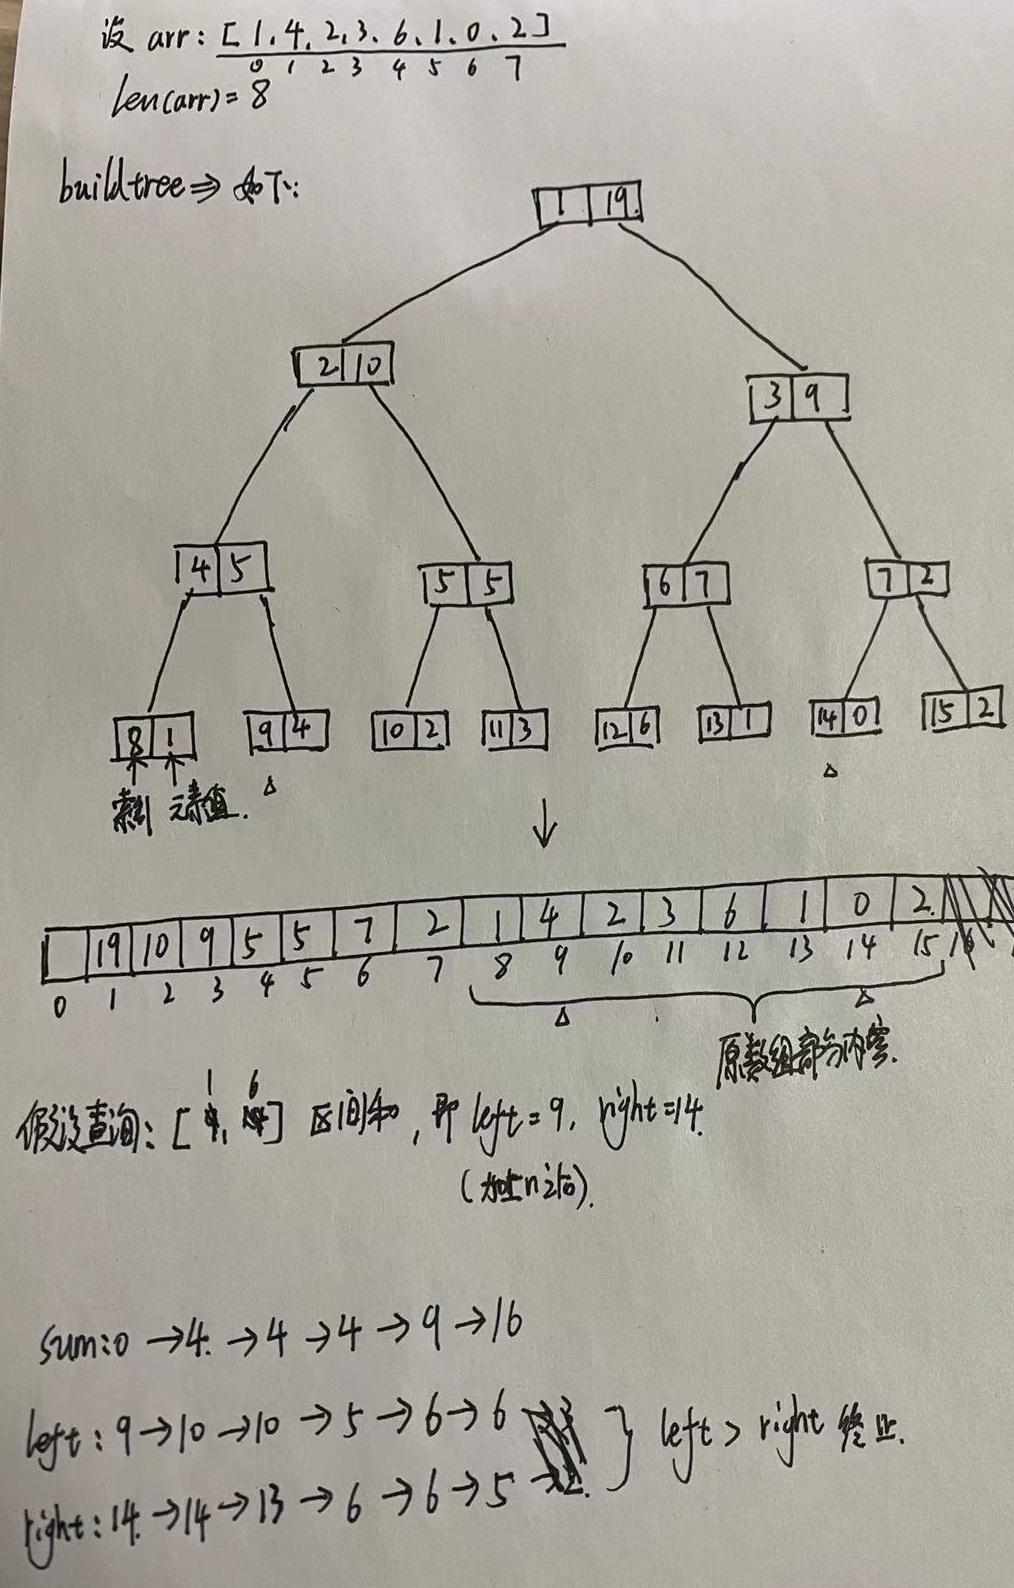 设 arr: [1, 4, 2, 3, 6, 1, 0, 2]
0 1 2 3 4 5 6 7
len(arr) = 8
buildtree ⇒ 如下:
1 19
2 10
3 9
4 5
5 5
6 7
7 2
8 1
9 4
10 2
11 3
12 6
13 1
14 0
15 2
索引 元素值.
19 10 9 5 5 7 2 1 4 2 3 6 1 0 2
0 1 2 3 4 5 6 7 8 9 10 11 12 13 14 15
原数组部分内容.
1 6
假设查询: [ , ] 区间和, 即 left = 9, right = 14.
(加上n之后).
sum: 0 → 4 → 4 → 4 → 9 → 16
left: 9 → 10 → 10 → 5 → 6 → 6
} left > right 终止.
right: 14 → 14 → 13 → 6 → 6 → 5